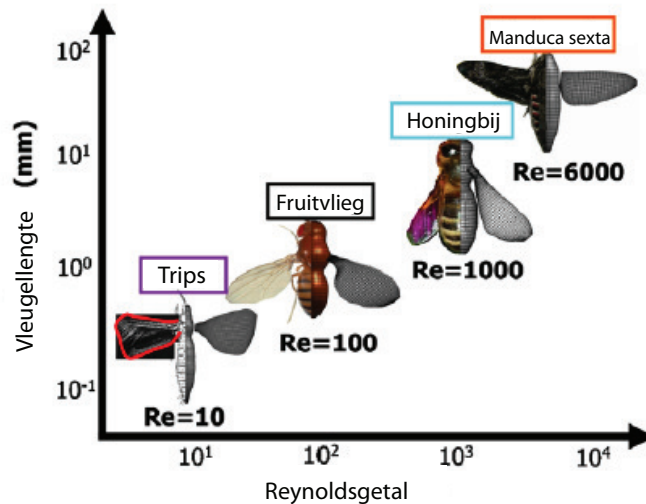 Manduca sexta
10²
Honingbij
Vleugellengte (mm)
10¹
Re=6000
Fruitvlieg
Trips
10⁰
Re=1000
Re=100
10⁻¹
Re=10
10¹ 10² 10³ 10⁴
Reynoldsgetal